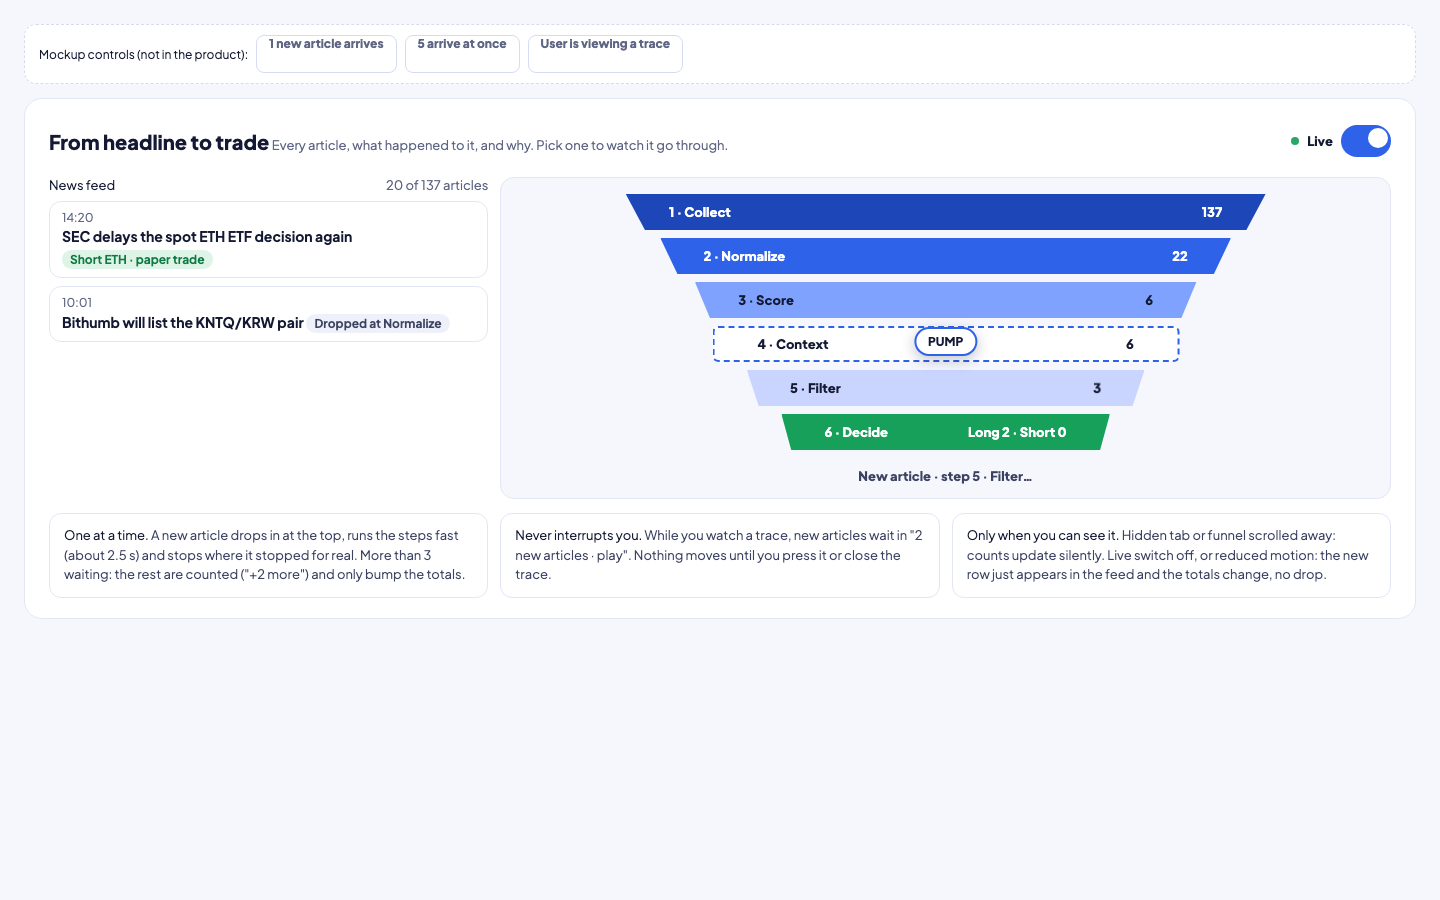 Mockup controls (not in the product):
1 new article arrives
5 arrive at once
User is viewing a trace
From headline to trade Every article, what happened to it, and why. Pick one to watch it go through.
Live
News feed
20 of 137 articles
14:20
SEC delays the spot ETH ETF decision again
Short ETH · paper trade
10:01
Bithumb will list the KNTQ/KRW pair Dropped at Normalize
1 · Collect 137
2 · Normalize 22
3 · Score 6
4 · Context PUMP 6
5 · Filter 3
6 · Decide Long 2 · Short 0
New article · step 5 · Filter…
One at a time. A new article drops in at the top, runs the steps fast
(about 2.5 s) and stops where it stopped for real. More than 3
waiting: the rest are counted ("+2 more") and only bump the totals.
Never interrupts you. While you watch a trace, new articles wait in "2
new articles · play". Nothing moves until you press it or close the
trace.
Only when you can see it. Hidden tab or funnel scrolled away:
counts update silently. Live switch off, or reduced motion: the new
row just appears in the feed and the totals change, no drop.